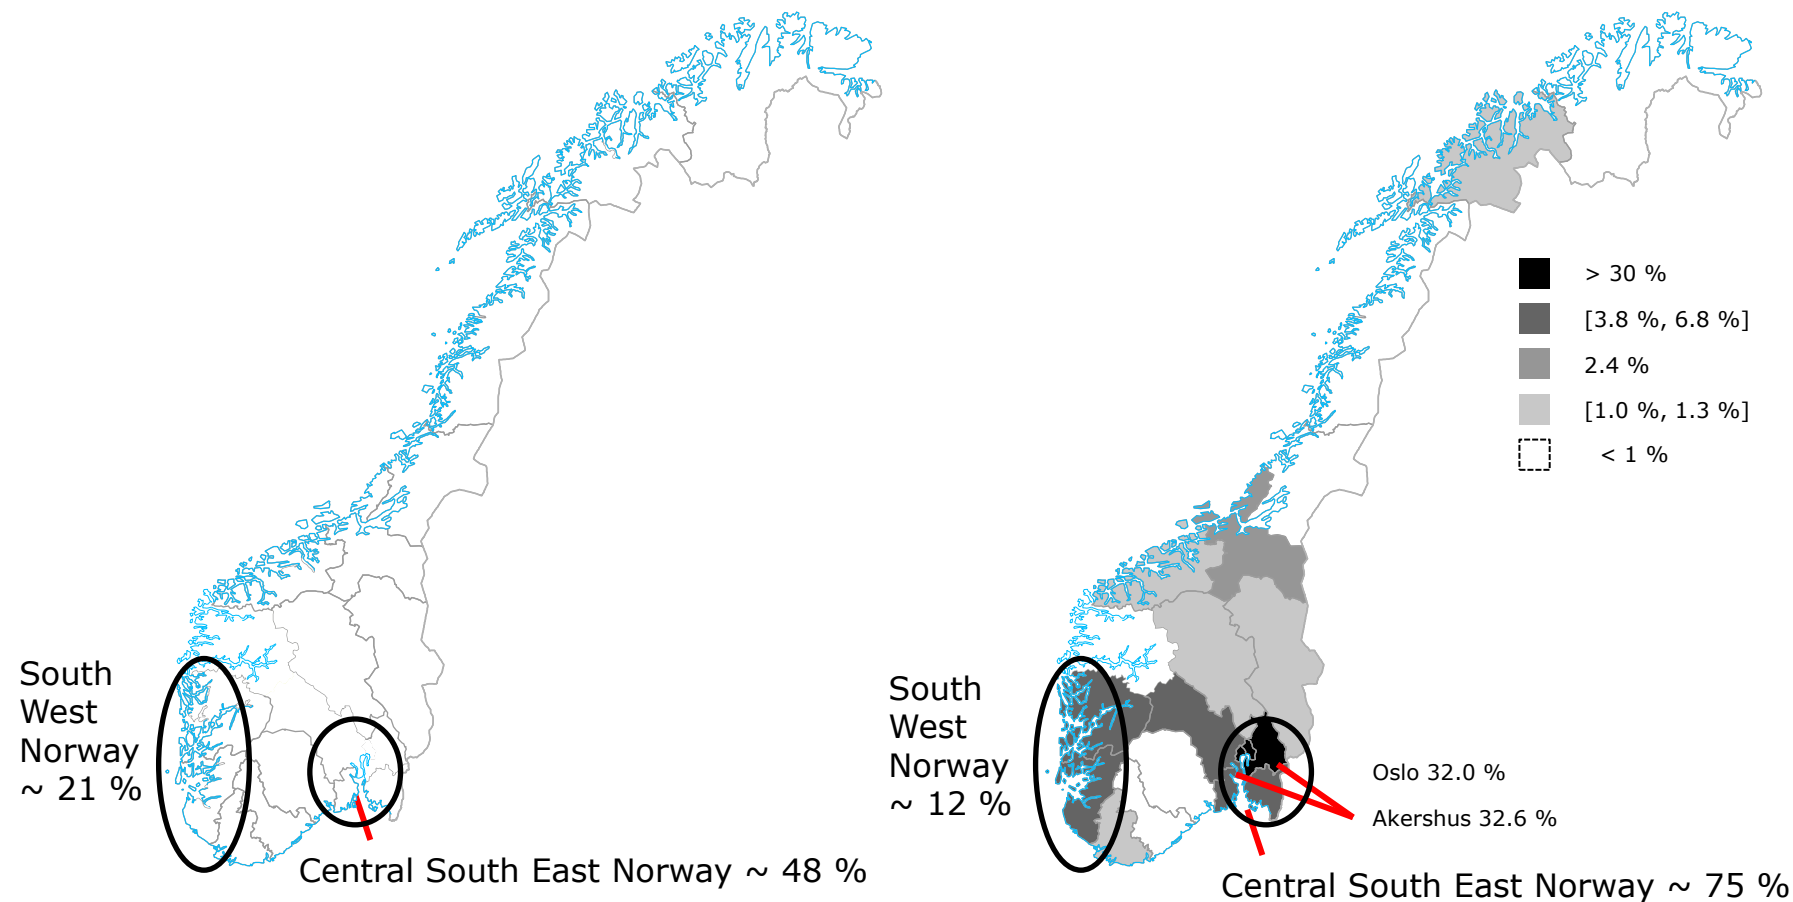 South
West
Norway
~ 21 %
Central South East Norway ~ 48 %
> 30 %
[3.8 %, 6.8 %]
2.4 %
[1.0 %, 1.3 %]
< 1 %
South
West
Norway
~ 12 %
Oslo 32.0 %
Akershus 32.6 %
Central South East Norway ~ 75 %